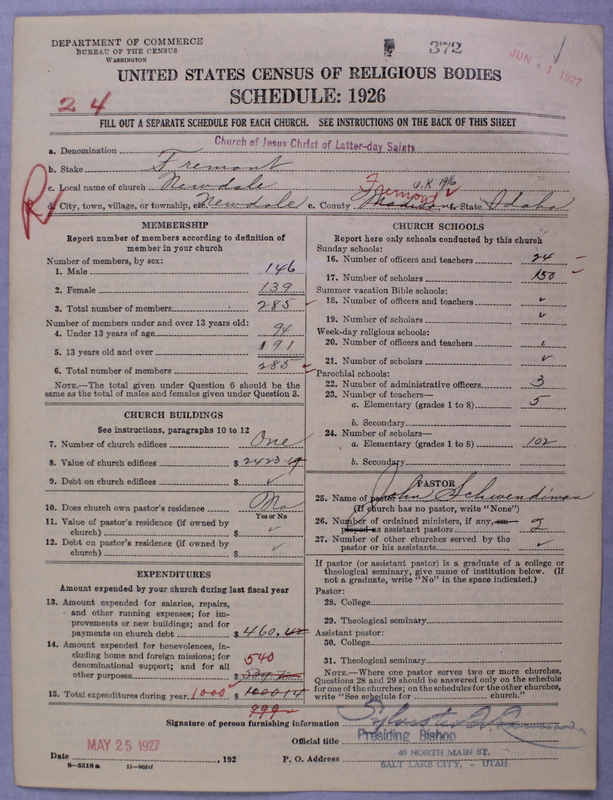 DEPARTMENT OF COMMERCE
BUREAU OF THE CENSUS
WASHINGTON
372
JUN - 1 1927
UNITED STATES CENSUS OF RELIGIOUS BODIES
24
SCHEDULE: 1926
FILL OUT A SEPARATE SCHEDULE FOR EACH CHURCH. SEE INSTRUCTIONS ON THE BACK OF THIS SHEET
a. Denomination Church of Jesus Christ of Latter-day Saints
b. Stake Fremont
c. Local name of church Newdale
R
d. City, town, village, or township, etc. Newdale e. County Fremont Madison f. State Idaho
O.K. 1916
MEMBERSHIP
Report number of members according to definition of member in your church
Number of members, by sex:
1. Male 146
2. Female 139
3. Total number of members 285
Number of members under and over 13 years old:
4. Under 13 years of age 94
5. 13 years old and over 191
6. Total number of members 285
NOTE.—The total given under Question 6 should be the
same as the total of males and females given under Question 3.
CHURCH BUILDINGS
See instructions, paragraphs 10 to 12
7. Number of church edifices One
8. Value of church edifices $
9. Debt on church edifices $
10. Does church own pastor's residence No
Yes or No
11. Value of pastor's residence (if owned by
church) $
12. Debt on pastor's residence (if owned by
church) $
EXPENDITURES
Amount expended by your church during last fiscal year
13. Amount expended for salaries, repairs,
and other running expenses; for im-
provements or new buildings; and for
payments on church debt $ 460.42
14. Amount expended for benevolences, in-
cluding home and foreign missions; for
denominational support; and for all
other purposes $ 540
15. Total expenditures during year 1000 $ 1000 14
999
CHURCH SCHOOLS
Report here only schools conducted by this church
Sunday schools:
16. Number of officers and teachers 24
17. Number of scholars 150
Summer vacation Bible schools:
18. Number of officers and teachers
19. Number of scholars
Week-day religious schools:
20. Number of officers and teachers
21. Number of scholars
Parochial schools:
22. Number of administrative officers 3
23. Number of teachers—
a. Elementary (grades 1 to 8) 5
b. Secondary
24. Number of scholars—
a. Elementary (grades 1 to 8) 102
b. Secondary
PASTOR
25. Name of pastor John Schwendiman
(If church has no pastor, write "None")
26. Number of ordained ministers, if any, em-
ployed as assistant pastors 2
27. Number of other churches served by the
pastor or his assistants
If pastor (or assistant pastor) is a graduate of a college or
theological seminary, give name of institution below. (If
not a graduate, write "No" in the space indicated.)
Pastor:
28. College
29. Theological seminary
Assistant pastor:
30. College
31. Theological seminary
NOTE.—Where one pastor serves two or more churches,
Questions 28 and 29 should be answered only on the schedule
for one of the churches; on the schedules for the other churches,
write "See schedule for church."
Signature of person furnishing information
Official title Presiding Bishop
MAY 25 1927
Date , 192 P. O. Address 40 NORTH MAIN ST.
SALT LAKE CITY, - UTAH